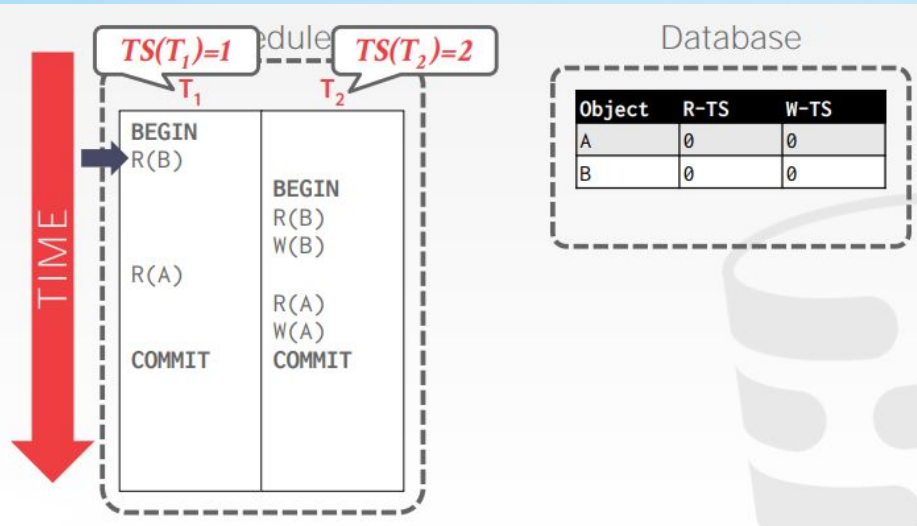 TS(T1)=1
edule
TS(T2)=2
Database
T1
T2
TIME
BEGIN
R(B)
BEGIN
R(B)
W(B)
R(A)
R(A)
W(A)
COMMIT COMMIT
Object R-TS W-TS
A 0 0
B 0 0